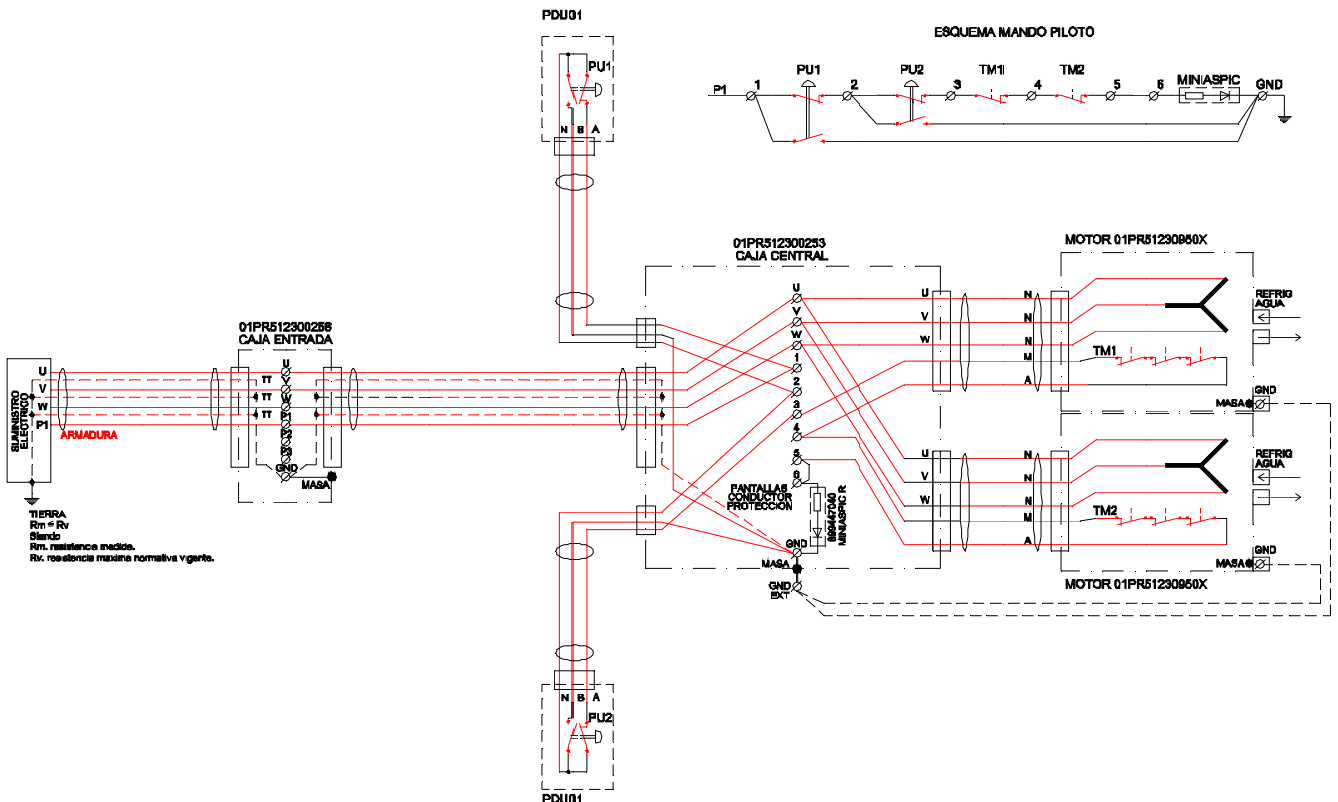 PDU01
PU1
N B A
ESQUEMA MANDO PILOTO
P1 1 PU1 2 PU2 3 TM1 4 TM2 5 6 MINIASPIC GND
01PR512300253
CAJA CENTRAL
U
V
W
1
2
3
4
5
6
PANTALLAS
CONDUCTOR
PROTECCION
899447040
MINIASPIC R
GND
MASA
GND
EXT
MOTOR 01PR51230950X
U N
V N
W N
M
A
TM1
REFRIG
AGUA
GND
MASA
U N
V N
W N
M
A
TM2
REFRIG
AGUA
GND
MASA
MOTOR 01PR51230950X
01PR512300256
CAJA ENTRADA
U
V
W
P1
P2
P3
GND
MASA
TT
TT
TT
SUMINISTRO
ELECTRICO
U
V
W
P1
ARMADURA
TIERRA
Rm ≤ Rv
Siendo
Rm. resistencia medida.
Rv. resistencia maxima normativa vigente.
N B A
PU2
PDU01